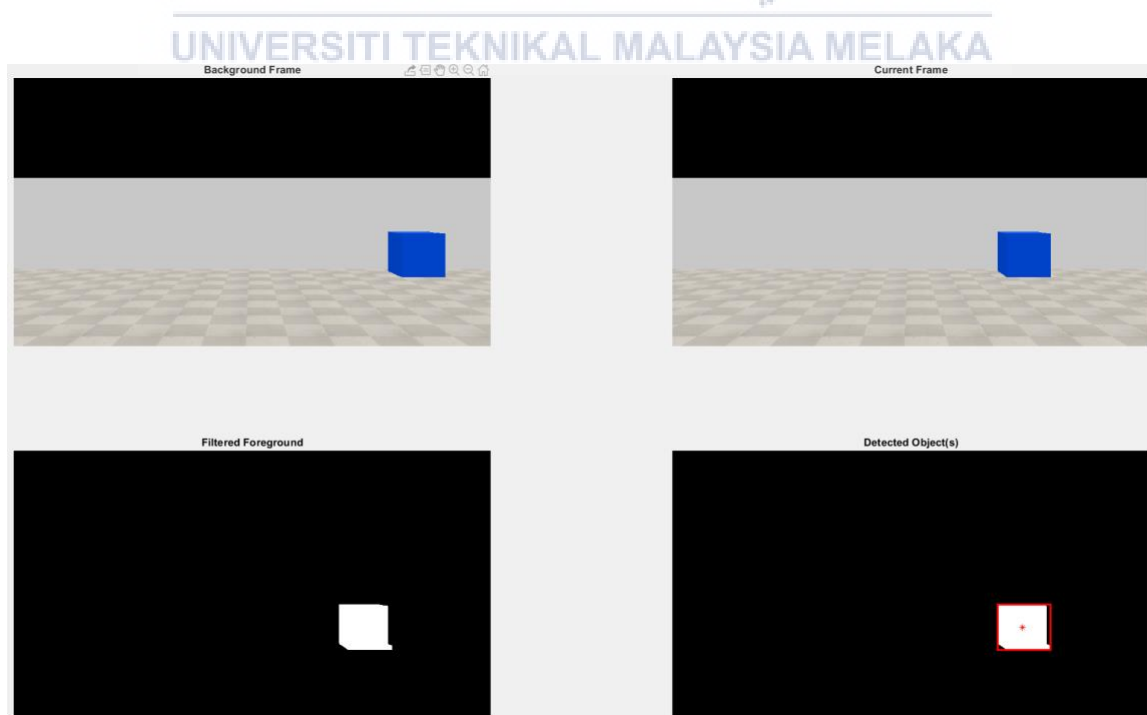 UNIVERSITI TEKNIKAL MALAYSIA MELAKA
Background Frame
Current Frame
Filtered Foreground
Detected Object(s)